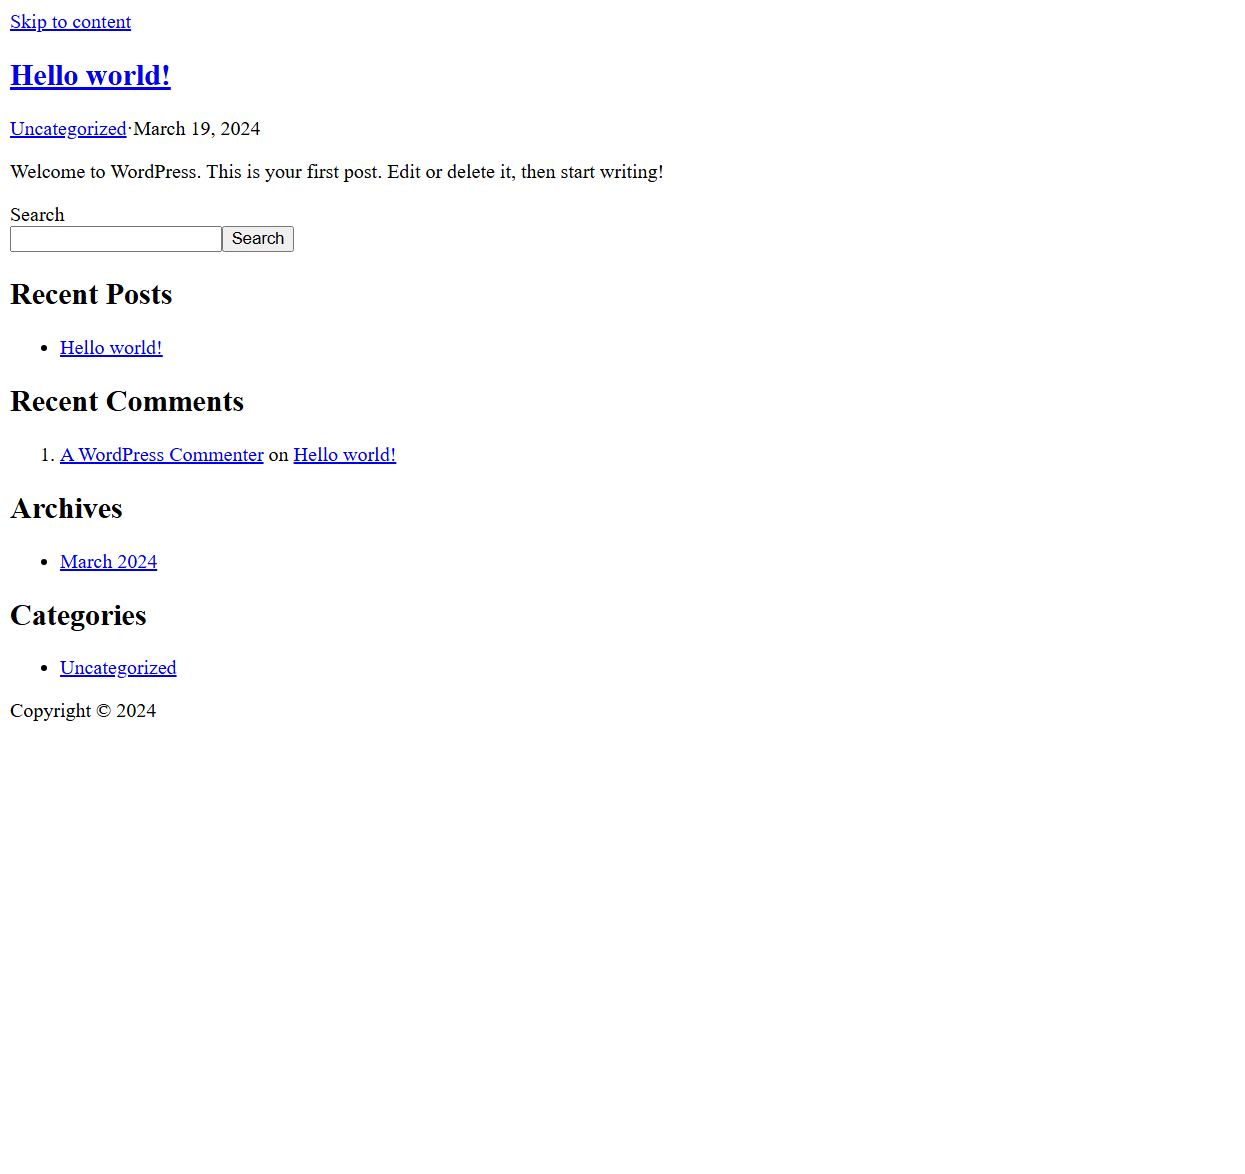 Skip to content
Hello world!
Uncategorized·March 19, 2024
Welcome to WordPress. This is your first post. Edit or delete it, then start writing!
Search
Search
Recent Posts
Hello world!
Recent Comments
1. A WordPress Commenter on Hello world!
Archives
March 2024
Categories
Uncategorized
Copyright © 2024